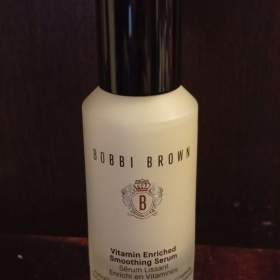 BOBBI BROWN
B
Vitamin Enriched
Smoothing Serum
Sérum Lissant
Enrichi en Vitamines